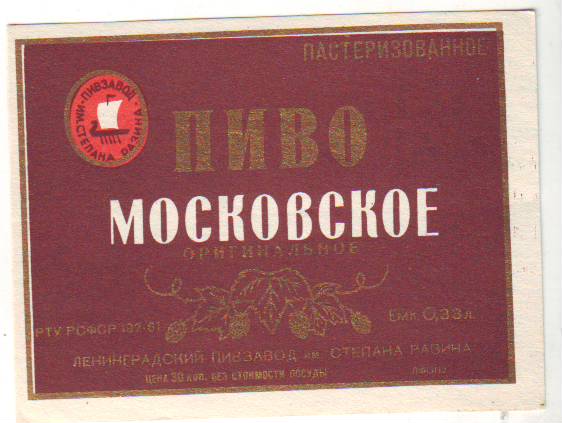 ПАСТЕРИЗОВАННОЕ
ПИВЗАВОД
ИМ. СТЕПАНА РАЗИНА
ПИВО
МОСКОВСКОЕ
ОРИГИНАЛЬНОЕ
РТУ РСФСР 192-61
Емк. 0,33 л.
ЛЕНИНГРАДСКИЙ ПИВЗАВОД им. СТЕПАНА РАЗИНА
ЦЕНА 30 коп. БЕЗ СТОИМОСТИ ПОСУДЫ